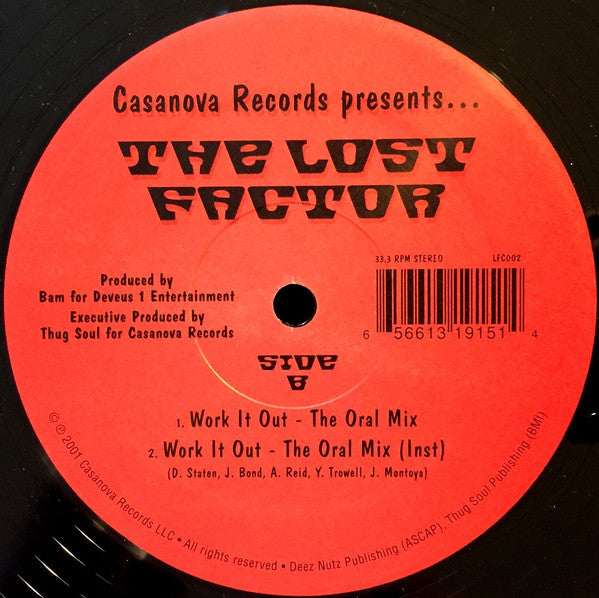 Casanova Records presents...
THE LOST
FACTOR
33.3 RPM STEREO LFC002
Produced by
Bam for Deveus 1 Entertainment
Executive Produced by
Thug Soul for Casanova Records
6 56613 19151 4
SIDE
B
1. Work It Out - The Oral Mix
2. Work It Out - The Oral Mix (Inst)
(D. Staten, J. Bond, A. Reid, Y. Trowell, J. Montoya)
© ℗ 2001 Casanova Records LLC • All rights reserved • Deez Nutz Publishing (ASCAP), Thug Soul Publishing (BMI)